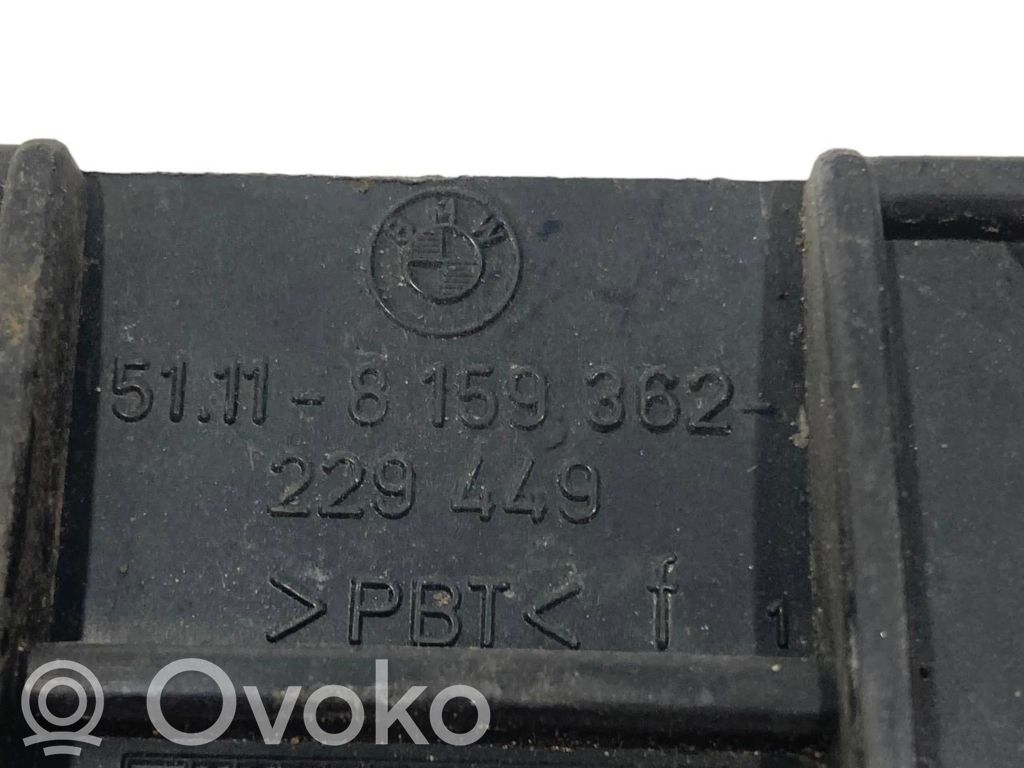 BMW
51.11-8 159 362-
229 449
>PBT< f 1
Ovoko